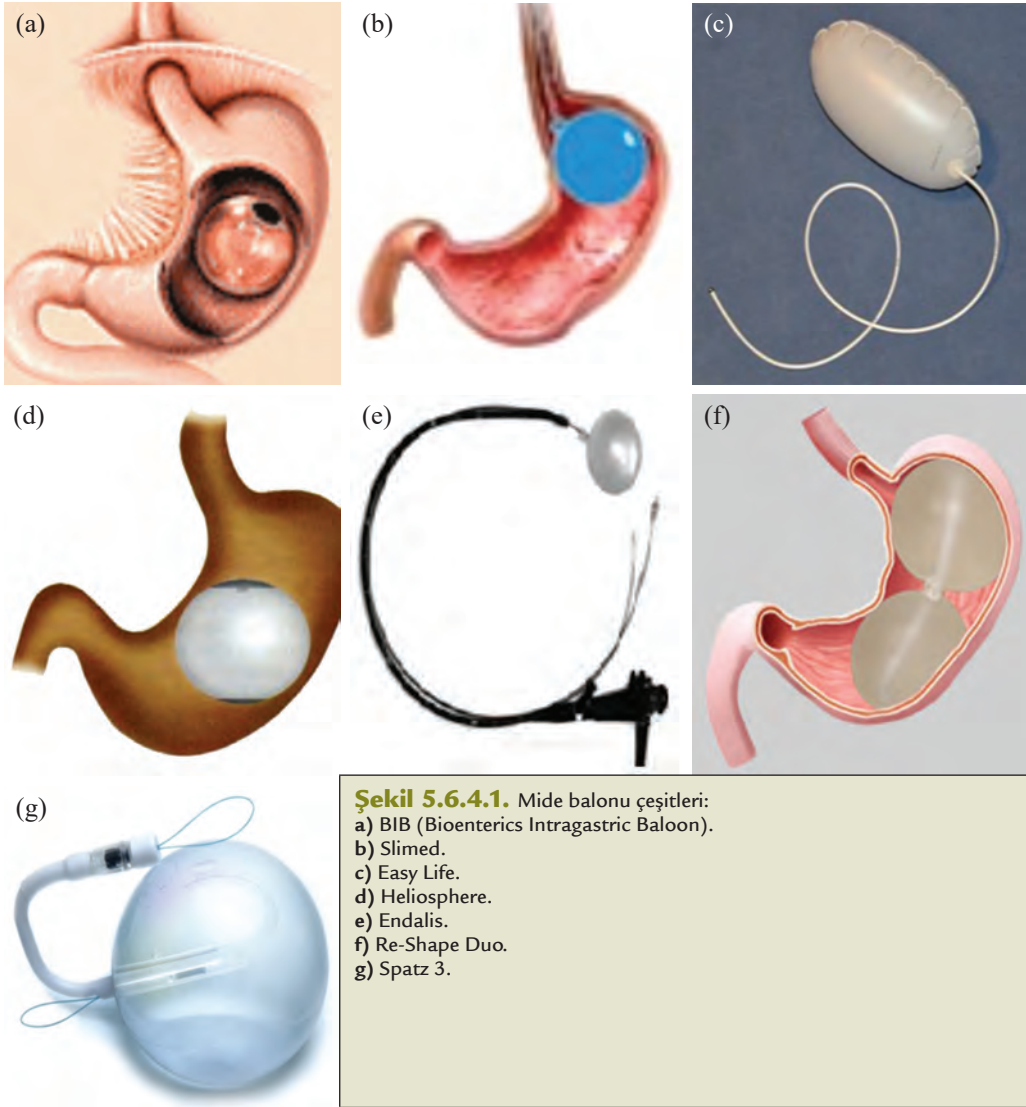 (a)
(b)
(c)
(d)
(e)
(f)
(g)
Şekil 5.6.4.1. Mide balonu çeşitleri:
a) BIB (Bioenterics Intragastric Baloon).
b) Slimed.
c) Easy Life.
d) Heliosphere.
e) Endalis.
f) Re-Shape Duo.
g) Spatz 3.